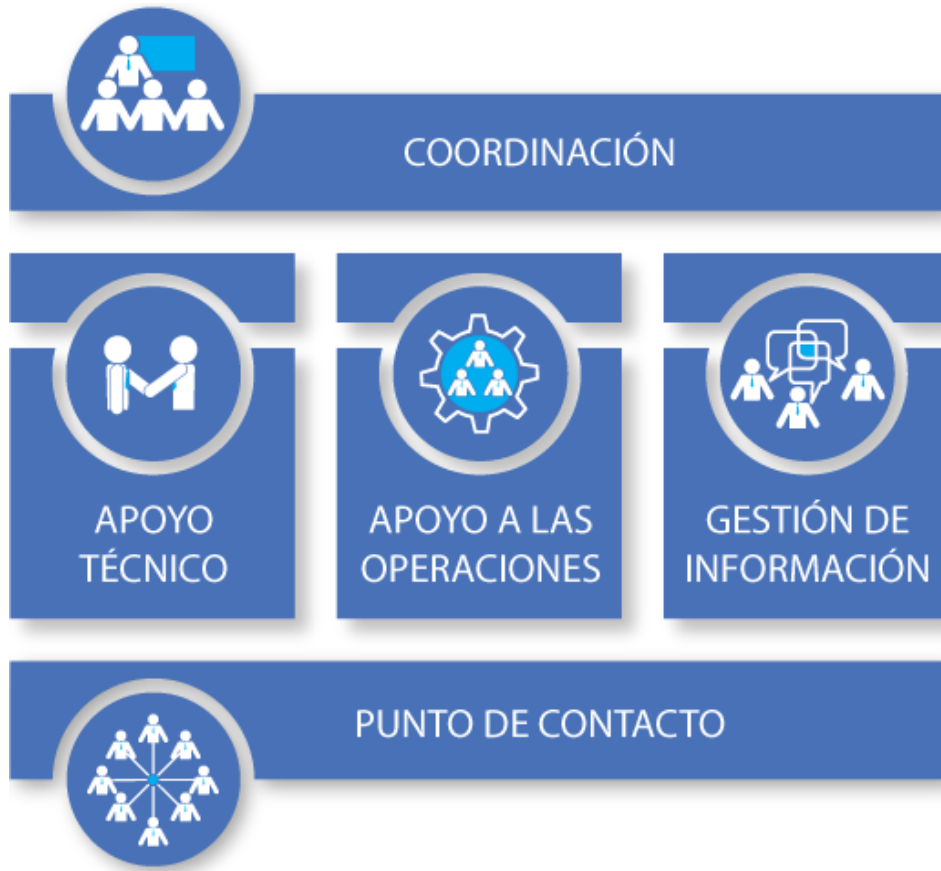 COORDINACIÓN
APOYO
TÉCNICO
APOYO A LAS
OPERACIONES
GESTIÓN DE
INFORMACIÓN
PUNTO DE CONTACTO